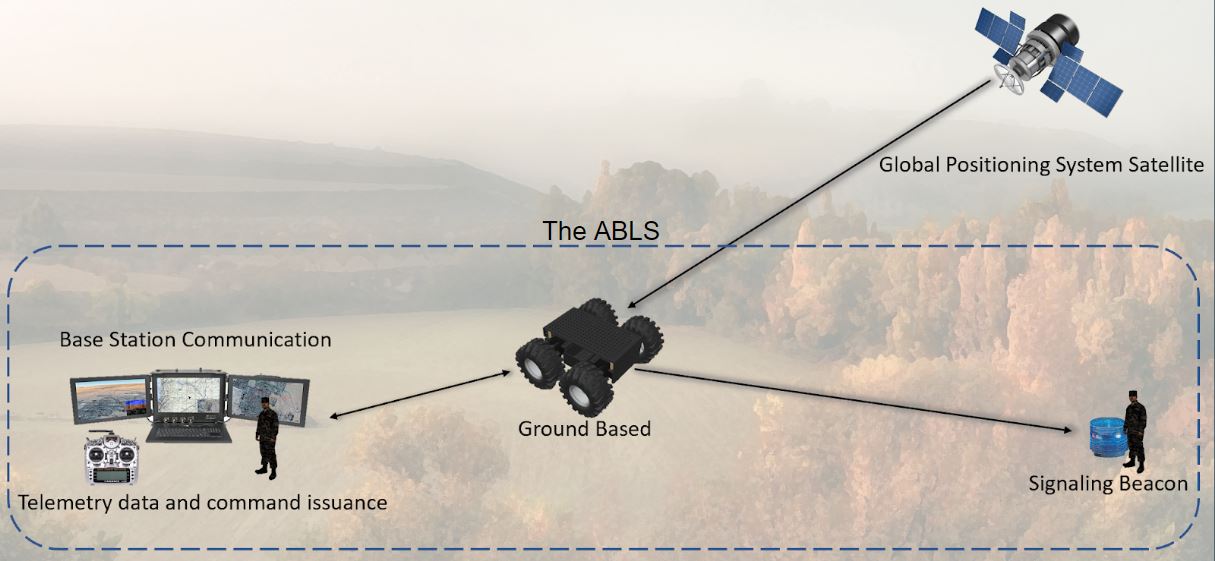 Global Positioning System Satellite
The ABLS
Base Station Communication
Ground Based
Signaling Beacon
Telemetry data and command issuance